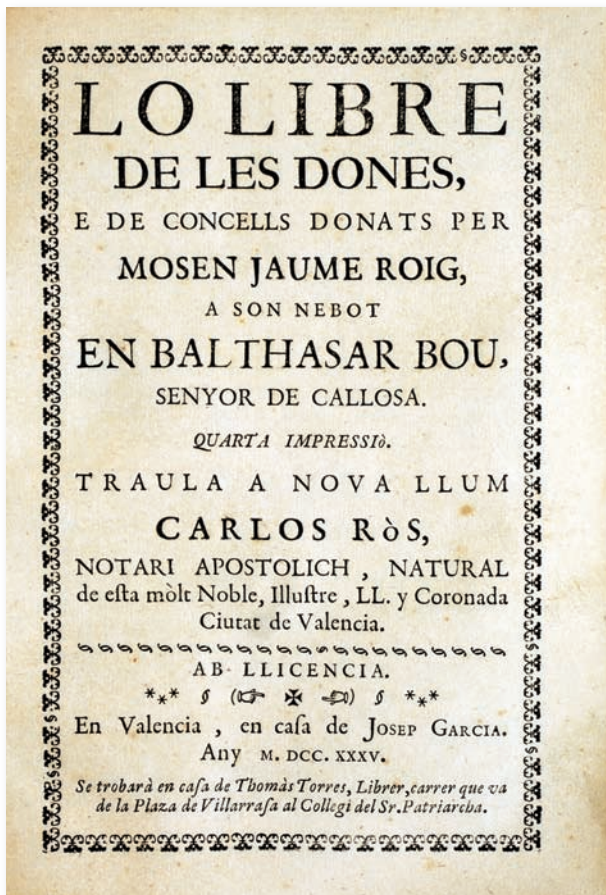 LO LIBRE
DE LES DONES,
E DE CONCELLS DONATS PER
MOSEN JAUME ROIG,
A SON NEBOT
EN BALTHASAR BOU,
SENYOR DE CALLOSA.
QUARTA IMPRESSIò.
TRAULA A NOVA LLUM
CARLOS RòS,
NOTARI APOSTOLICH, NATURAL
de eſta mòlt Noble, Illuſtre, LL. y Coronada
Ciutat de Valencia.
AB LLICENCIA.
En Valencia, en caſa de JOSEP GARCIA.
Any M. DCC. XXXV.
Se trobarà en caſa de Thomàs Torres, Librer, carrer que va
de la Plaza de Villarraſa al Collegi del Sr. Patriarcha.